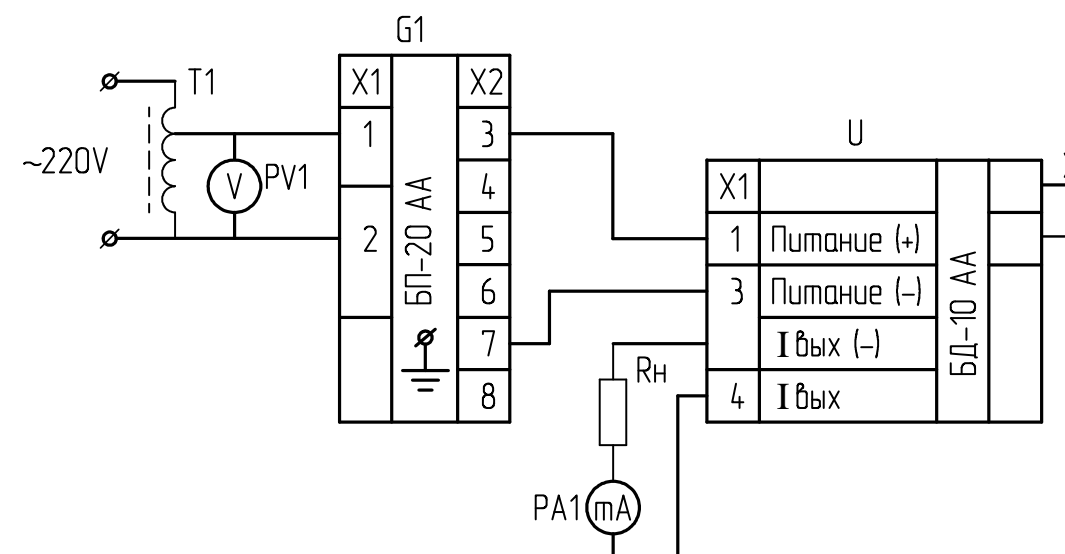 G1
T1
X1
X2
1
3
~220V
V
PV1
4
2
5
6
7
8
БП-20 АА
U
X1
1
Питание (+)
3
Питание (-)
I вых (-)
4
I вых
БД-10 АА
Rн
PA1
mA